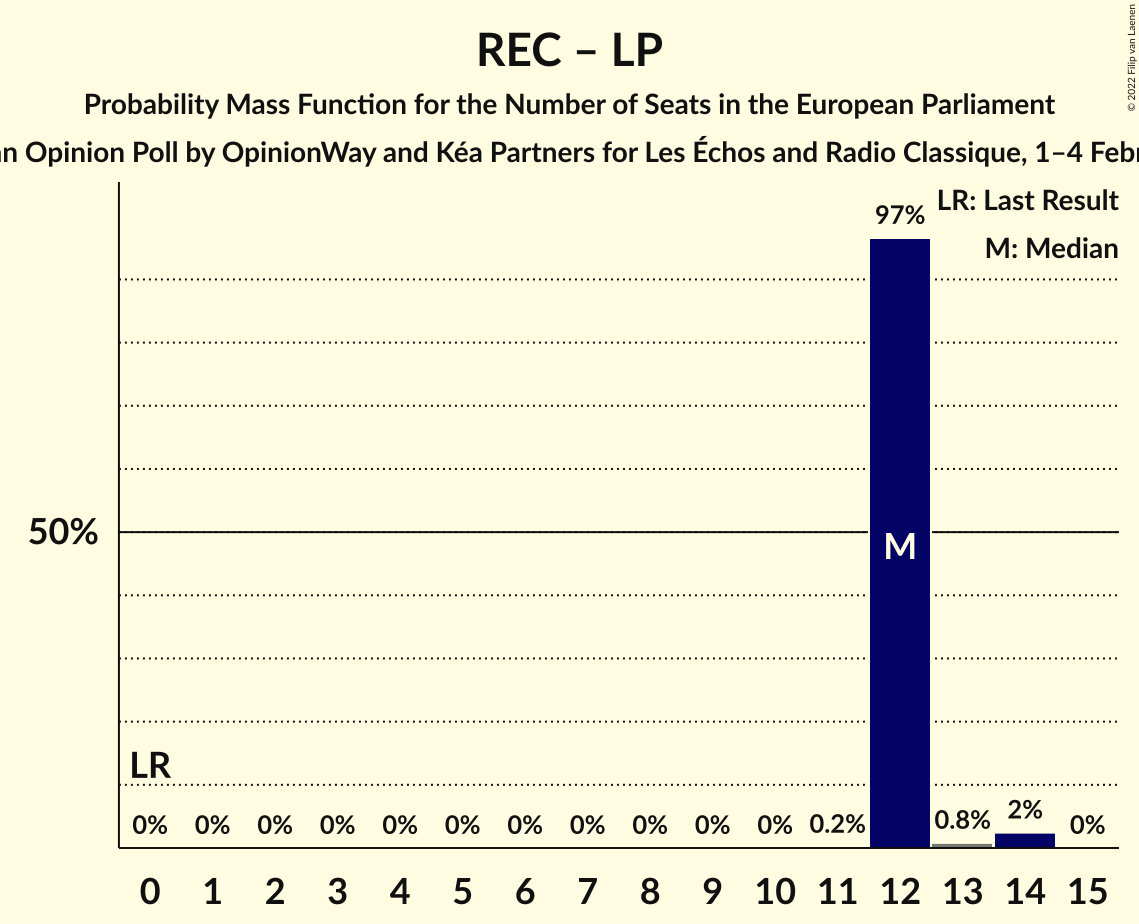 REC – LP
Probability Mass Function for the Number of Seats in the European Parliament
Opinion Poll by OpinionWay and Kéa Partners for Les Échos and Radio Classique, 1–4
© 2022 Filip van Laenen
LR: Last Result
M: Median
97%
50%
M
LR
0% 0% 0% 0% 0% 0% 0% 0% 0% 0% 0% 0.2% 0.8% 2% 0%
0 1 2 3 4 5 6 7 8 9 10 11 12 13 14 15